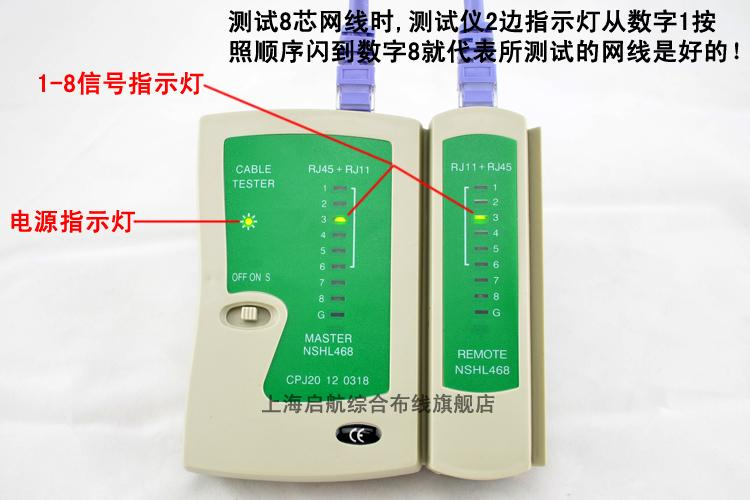 测试8芯网线时,测试仪2边指示灯从数字1按
照顺序闪到数字8就代表所测试的网线是好的！
1-8信号指示灯
电源指示灯
CABLE
TESTER
OFF ON S
RJ45 + RJ11
1
2
3
4
5
6
7
8
G
MASTER
NSHL468
CPJ20 12 0318
CE
RJ11 + RJ45
1
2
3
4
5
6
7
8
G
REMOTE
NSHL468
上海启航综合布线旗舰店